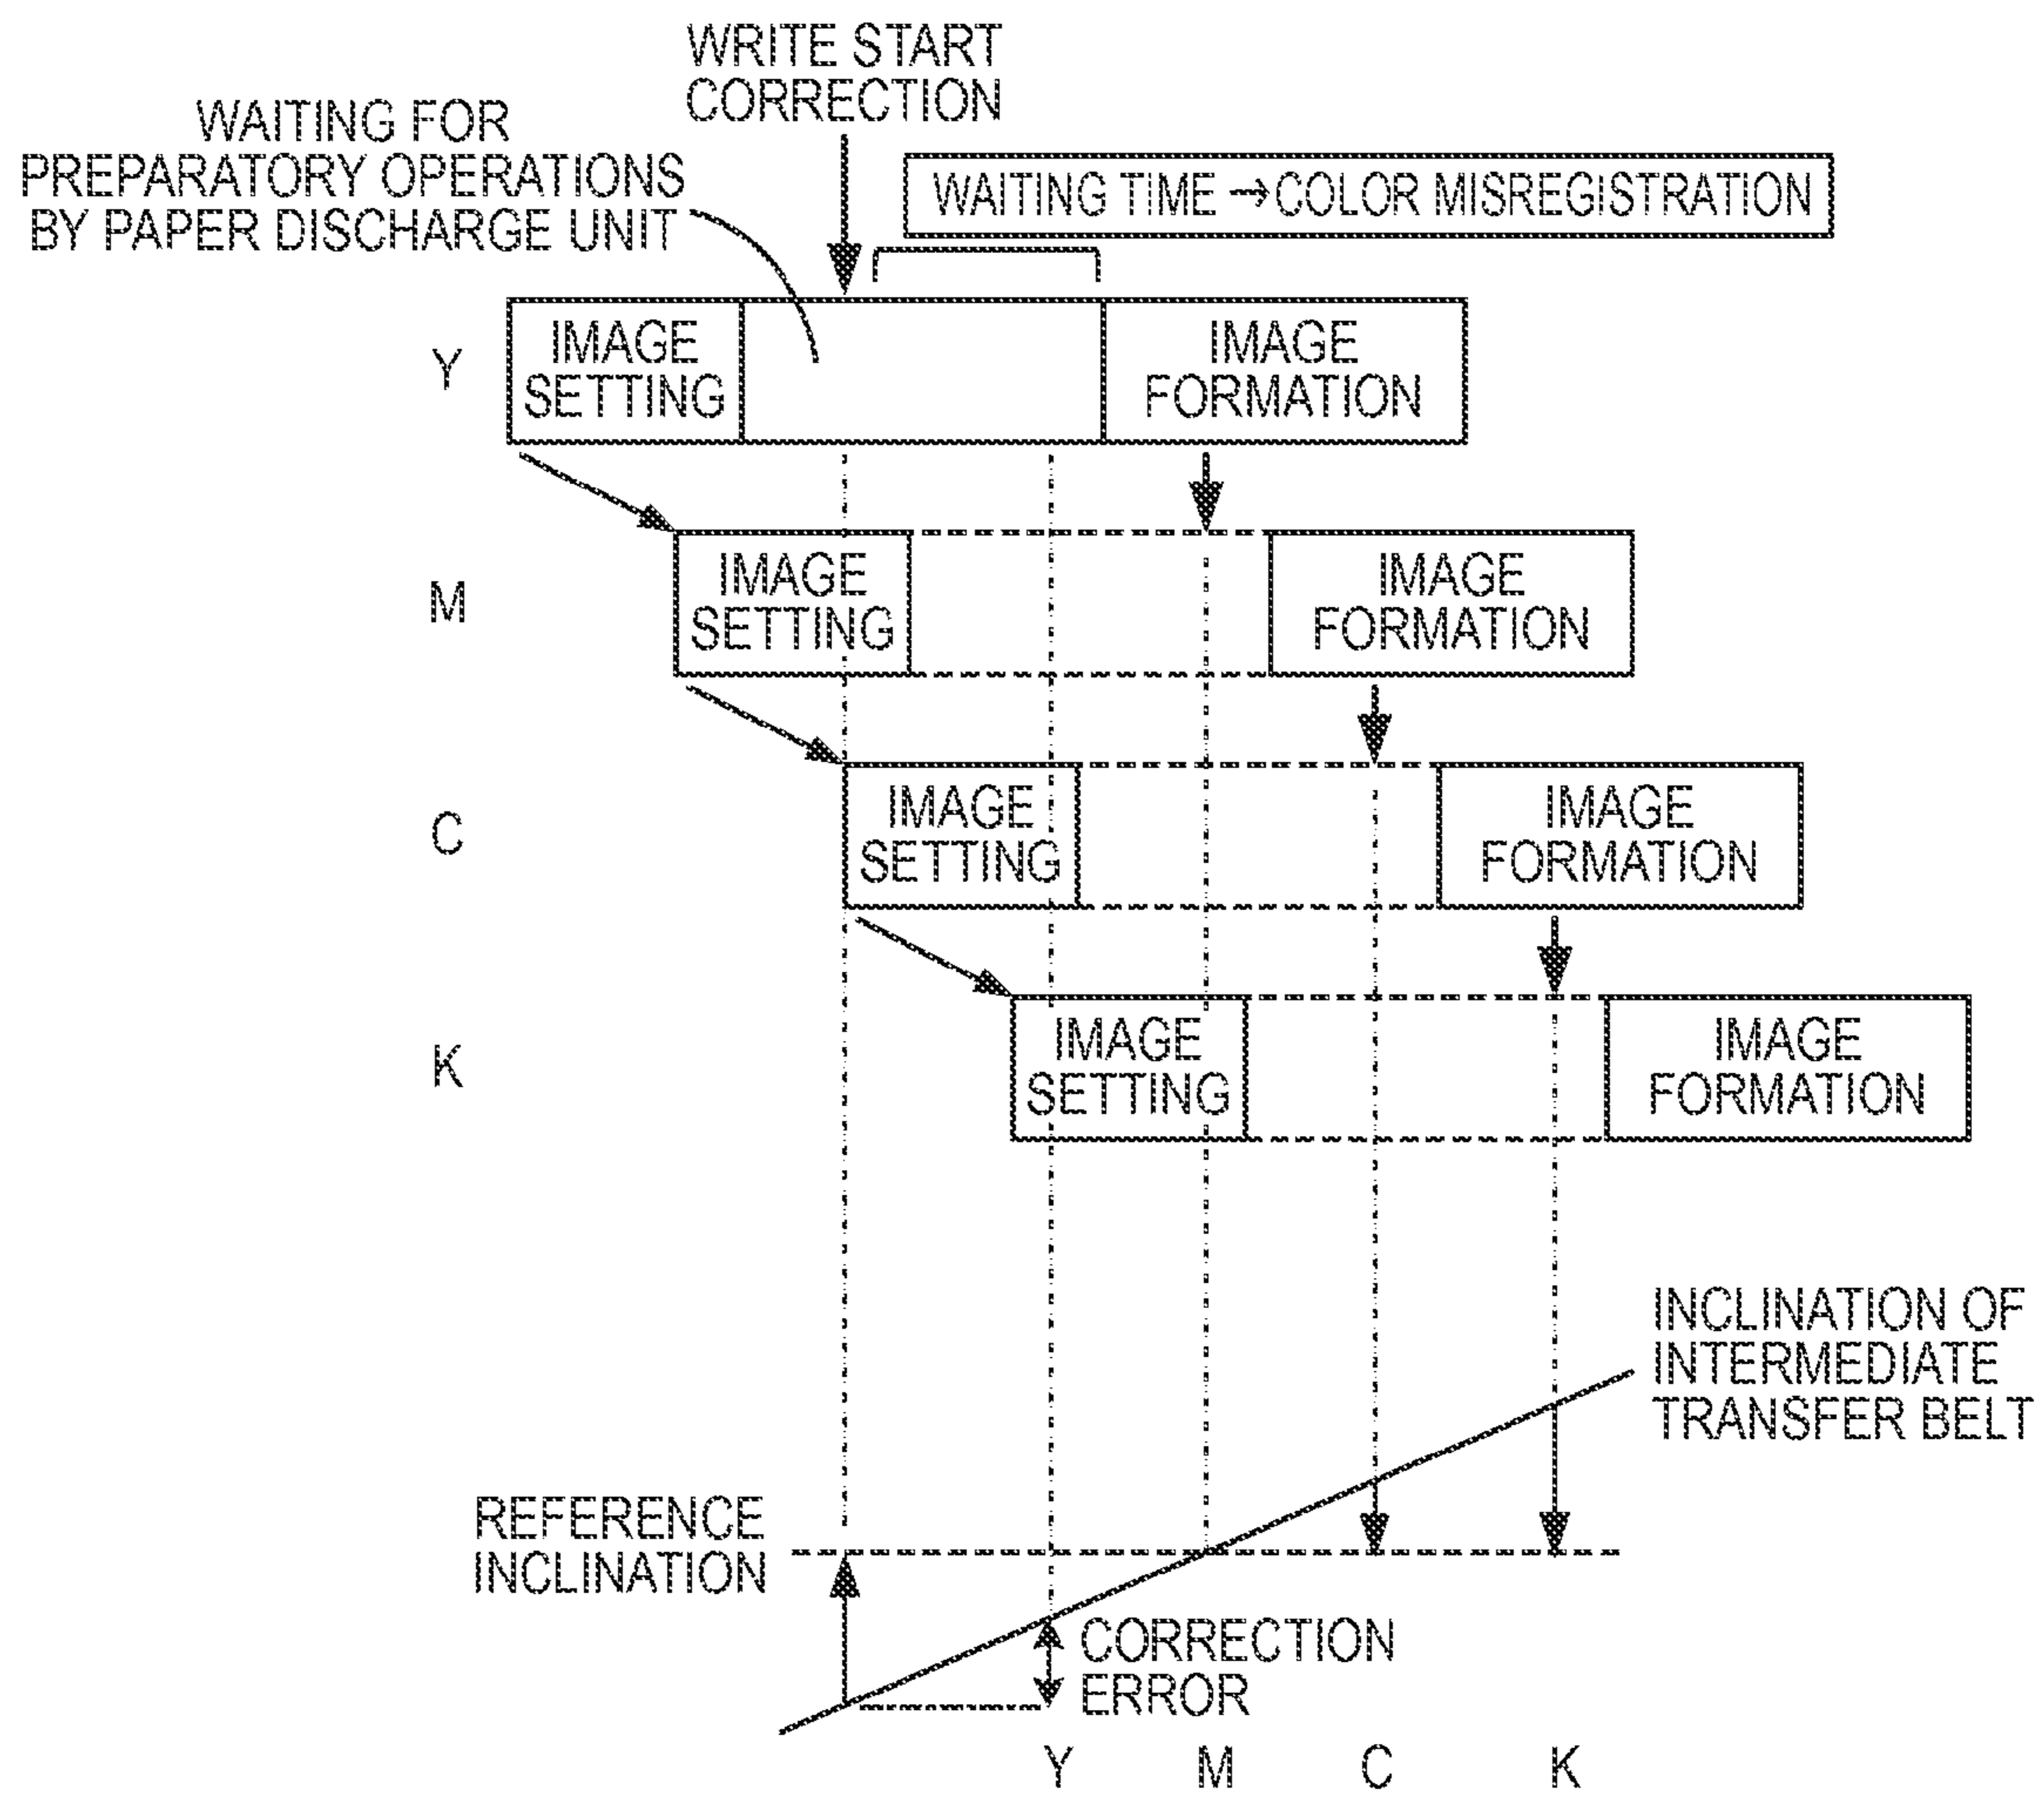 WRITE START
CORRECTION
WAITING FOR
PREPARATORY OPERATIONS
BY PAPER DISCHARGE UNIT
WAITING TIME →COLOR MISREGISTRATION
Y
IMAGE
SETTING
IMAGE
FORMATION
M
IMAGE
SETTING
IMAGE
FORMATION
C
IMAGE
SETTING
IMAGE
FORMATION
K
IMAGE
SETTING
IMAGE
FORMATION
INCLINATION OF
INTERMEDIATE
TRANSFER BELT
REFERENCE
INCLINATION
CORRECTION
ERROR
Y M C K